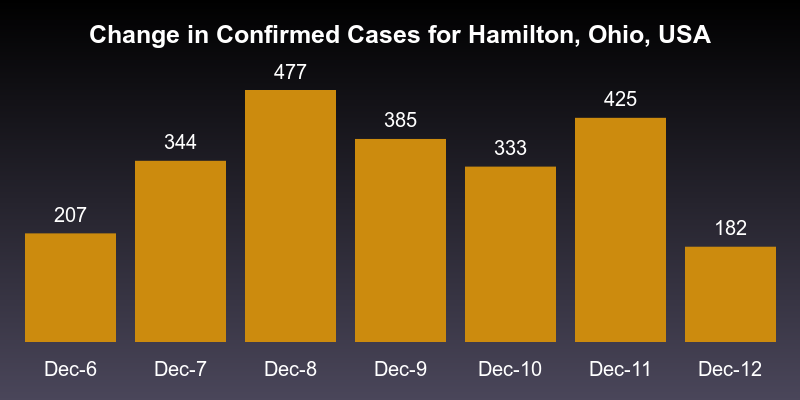 Change in Confirmed Cases for Hamilton, Ohio, USA
207
344
477
385
333
425
182
Dec-6
Dec-7
Dec-8
Dec-9
Dec-10
Dec-11
Dec-12